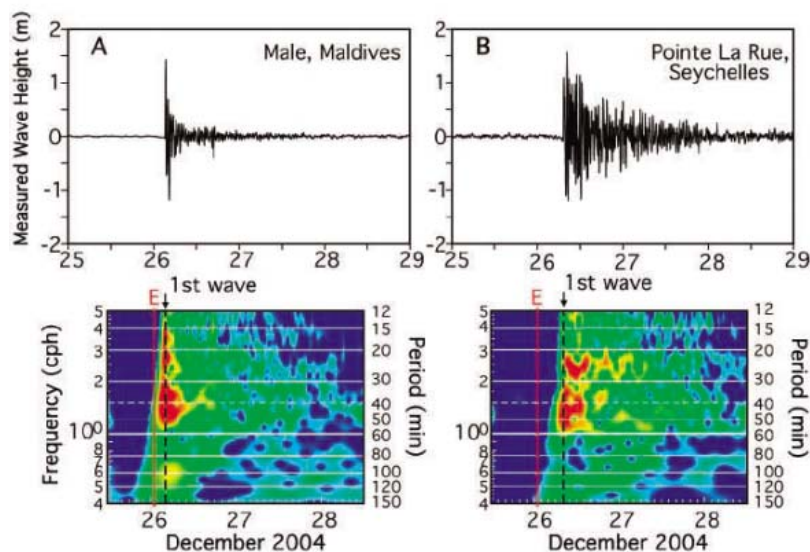 A
Male, Maldives
Measured Wave Height (m)
2
1
0
-1
-2
25 26 27 28 29
B
Pointe La Rue,
Seychelles
2
1
0
-1
-2
25 26 27 28 29
E
1st wave
Frequency (cph)
5
4
3
2
10⁰
8
7
6
5
4
12
15
20
30
40
50
60
80
100
120
150
Period (min)
26 27 28
December 2004
E
1st wave
5
4
3
2
10⁰
8
7
6
5
4
12
15
20
30
40
50
60
80
100
120
150
Period (min)
26 27 28
December 2004